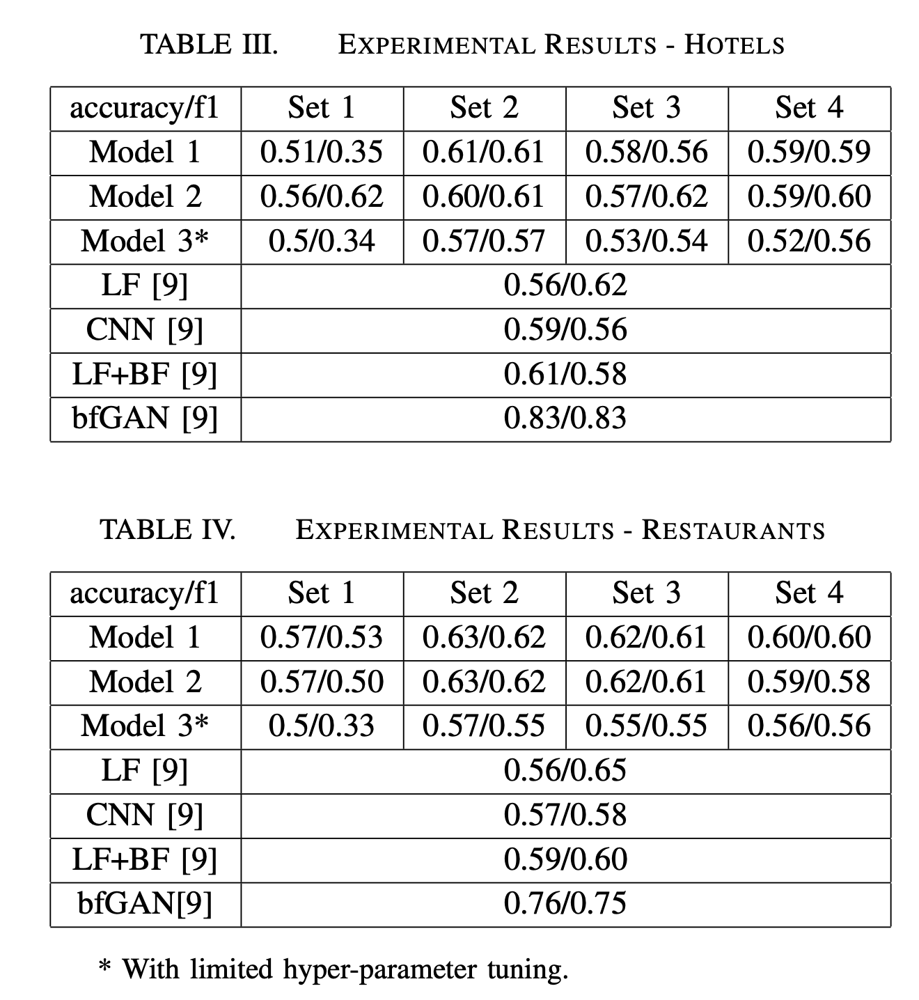 TABLE III. EXPERIMENTAL RESULTS - HOTELS
accuracy/f1 Set 1 Set 2 Set 3 Set 4
Model 1 0.51/0.35 0.61/0.61 0.58/0.56 0.59/0.59
Model 2 0.56/0.62 0.60/0.61 0.57/0.62 0.59/0.60
Model 3* 0.5/0.34 0.57/0.57 0.53/0.54 0.52/0.56
LF [9] 0.56/0.62
CNN [9] 0.59/0.56
LF+BF [9] 0.61/0.58
bfGAN [9] 0.83/0.83
TABLE IV. EXPERIMENTAL RESULTS - RESTAURANTS
accuracy/f1 Set 1 Set 2 Set 3 Set 4
Model 1 0.57/0.53 0.63/0.62 0.62/0.61 0.60/0.60
Model 2 0.57/0.50 0.63/0.62 0.62/0.61 0.59/0.58
Model 3* 0.5/0.33 0.57/0.55 0.55/0.55 0.56/0.56
LF [9] 0.56/0.65
CNN [9] 0.57/0.58
LF+BF [9] 0.59/0.60
bfGAN[9] 0.76/0.75
* With limited hyper-parameter tuning.